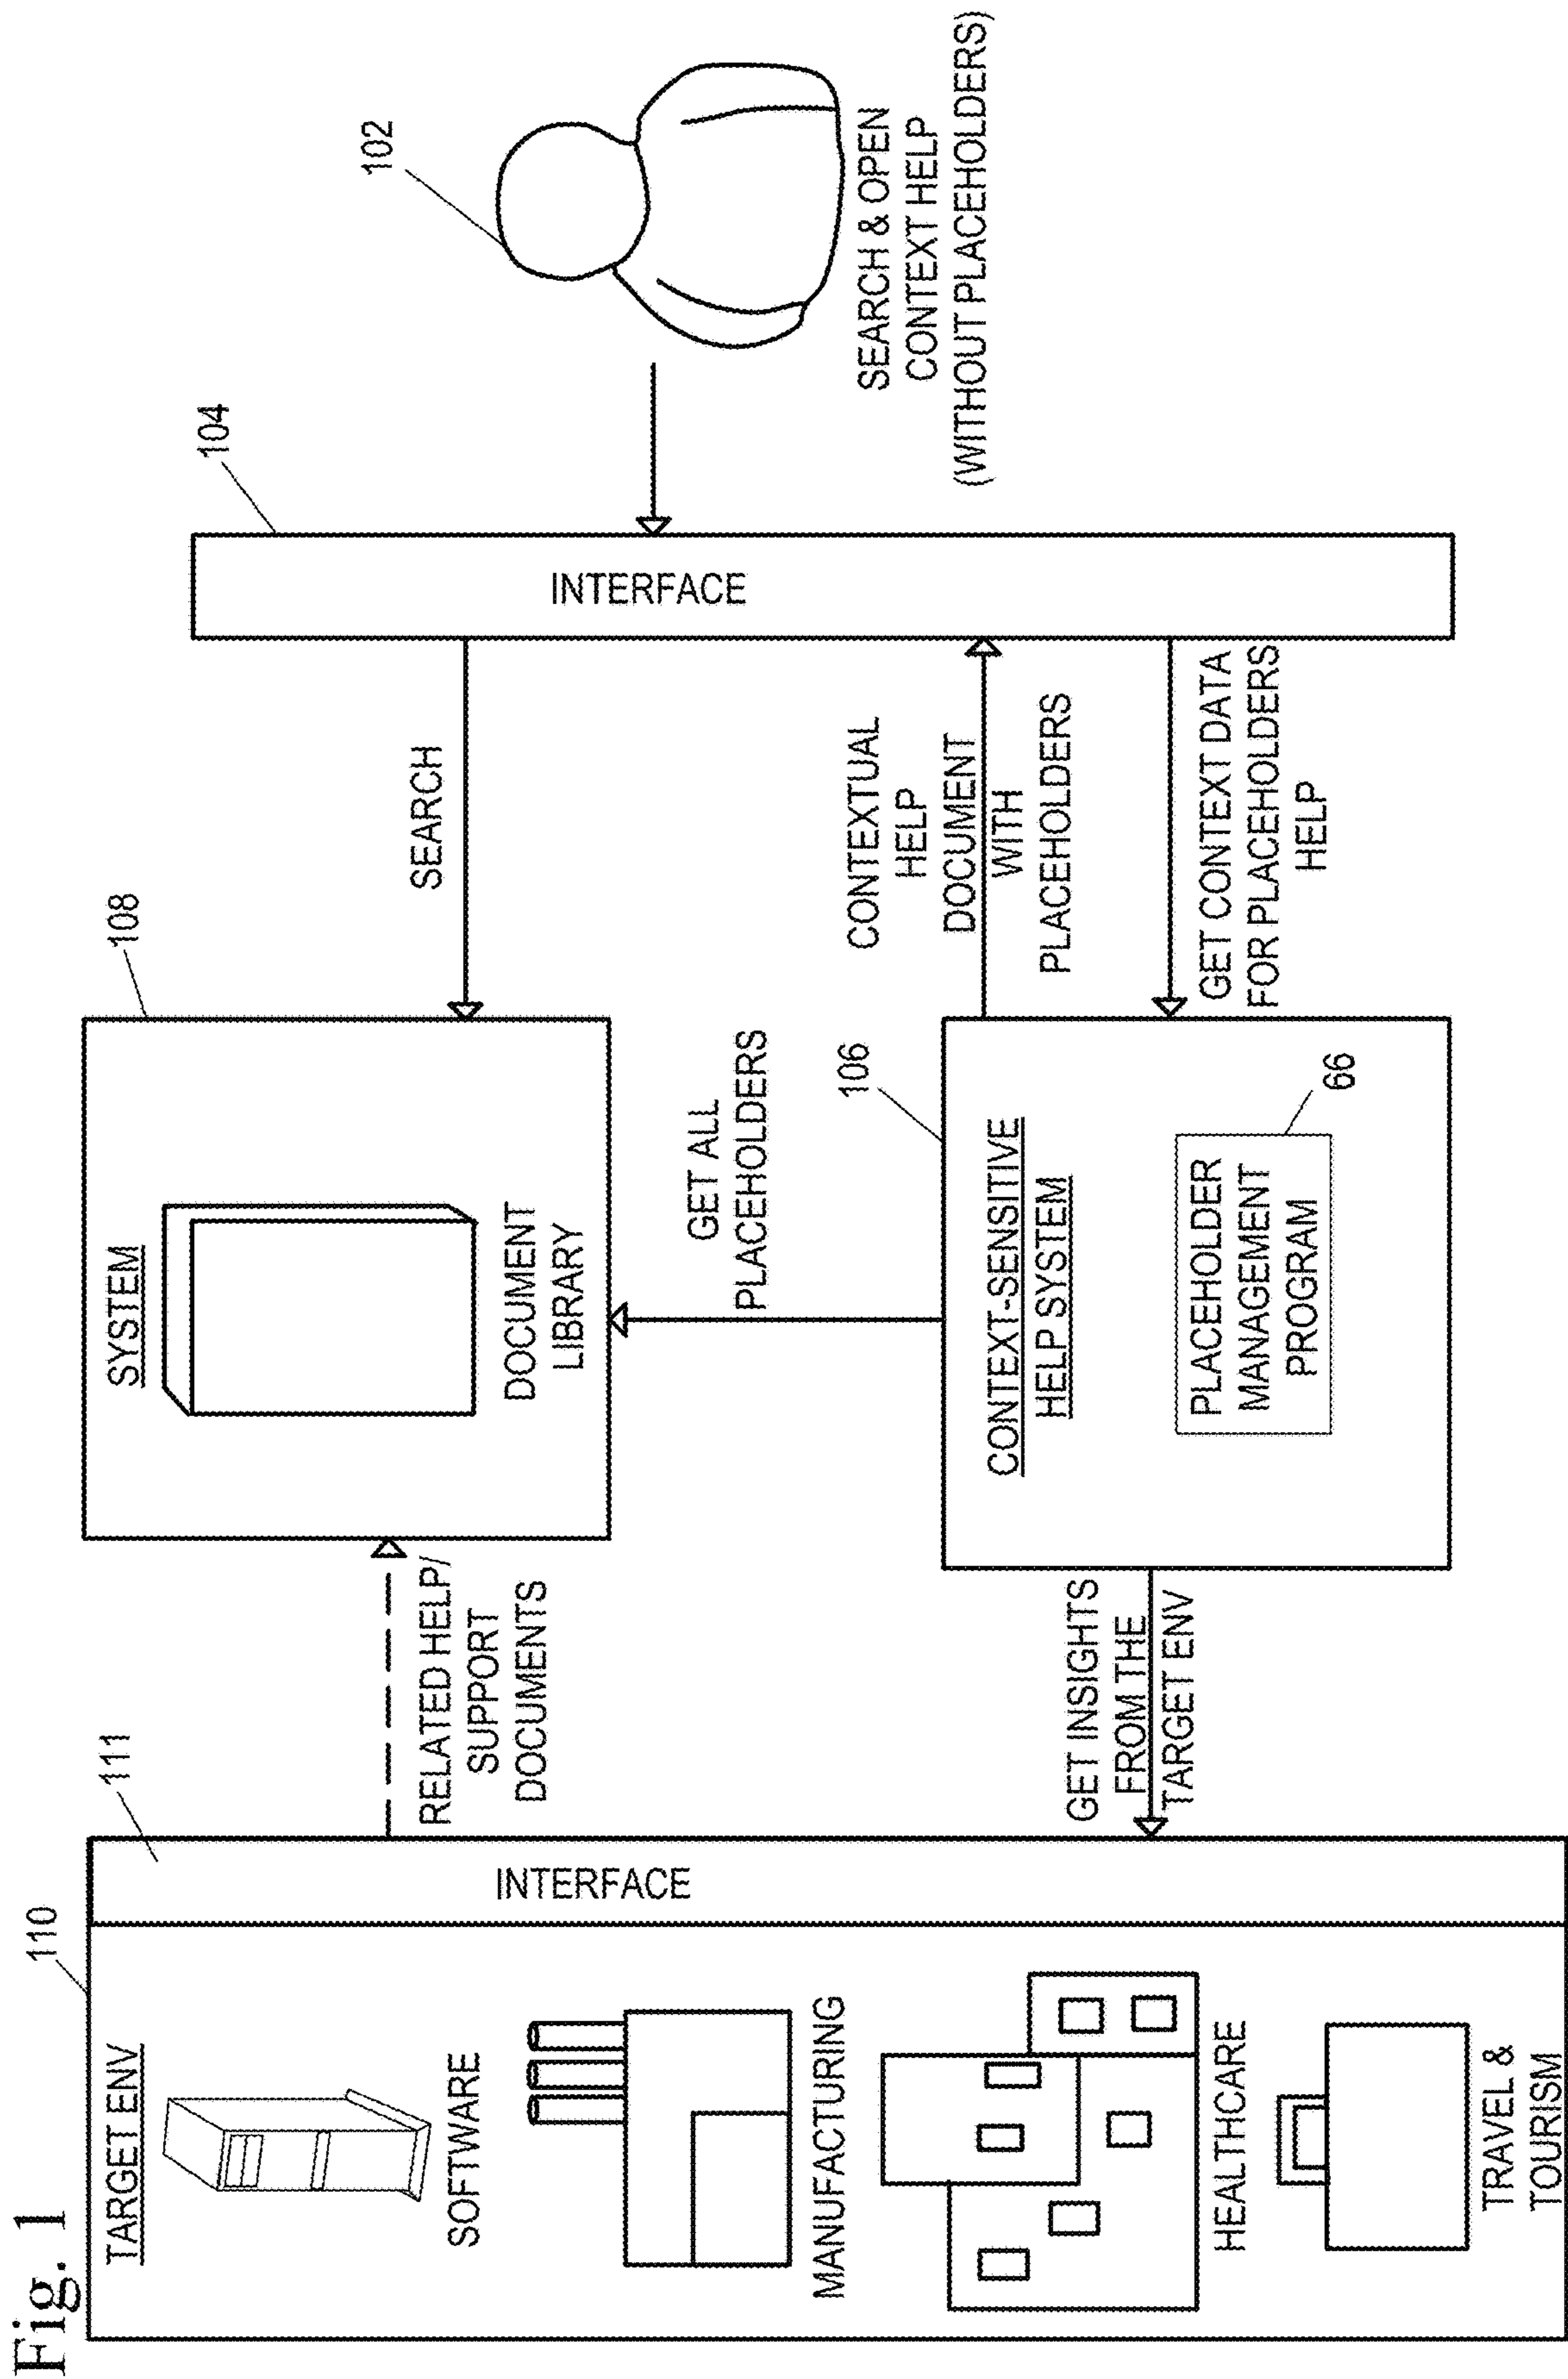 Fig. 1
110
111
TARGET ENV
SOFTWARE
MANUFACTURING
HEALTHCARE
TRAVEL &
TOURISM
INTERFACE
RELATED HELP/
SUPPORT
DOCUMENTS
GET INSIGHTS
FROM THE
TARGET ENV
108
SYSTEM
DOCUMENT
LIBRARY
GET ALL
PLACEHOLDERS
106
CONTEXT-SENSITIVE
HELP SYSTEM
PLACEHOLDER
MANAGEMENT
PROGRAM
66
SEARCH
CONTEXTUAL
HELP
DOCUMENT
WITH
PLACEHOLDERS
GET CONTEXT DATA
FOR PLACEHOLDERS
HELP
104
INTERFACE
102
SEARCH & OPEN
CONTEXT HELP
(WITHOUT PLACEHOLDERS)